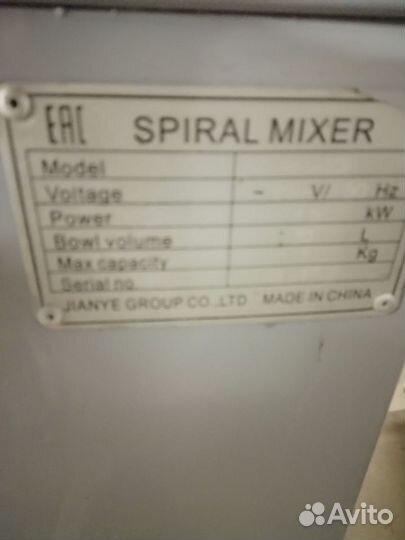 EAC SPIRAL MIXER
Model
Voltage ~ V/ Hz
Power kW
Bowl volume L
Max capacity Kg
Serial no.
JIANYE GROUP CO.,LTD MADE IN CHINA
Avito